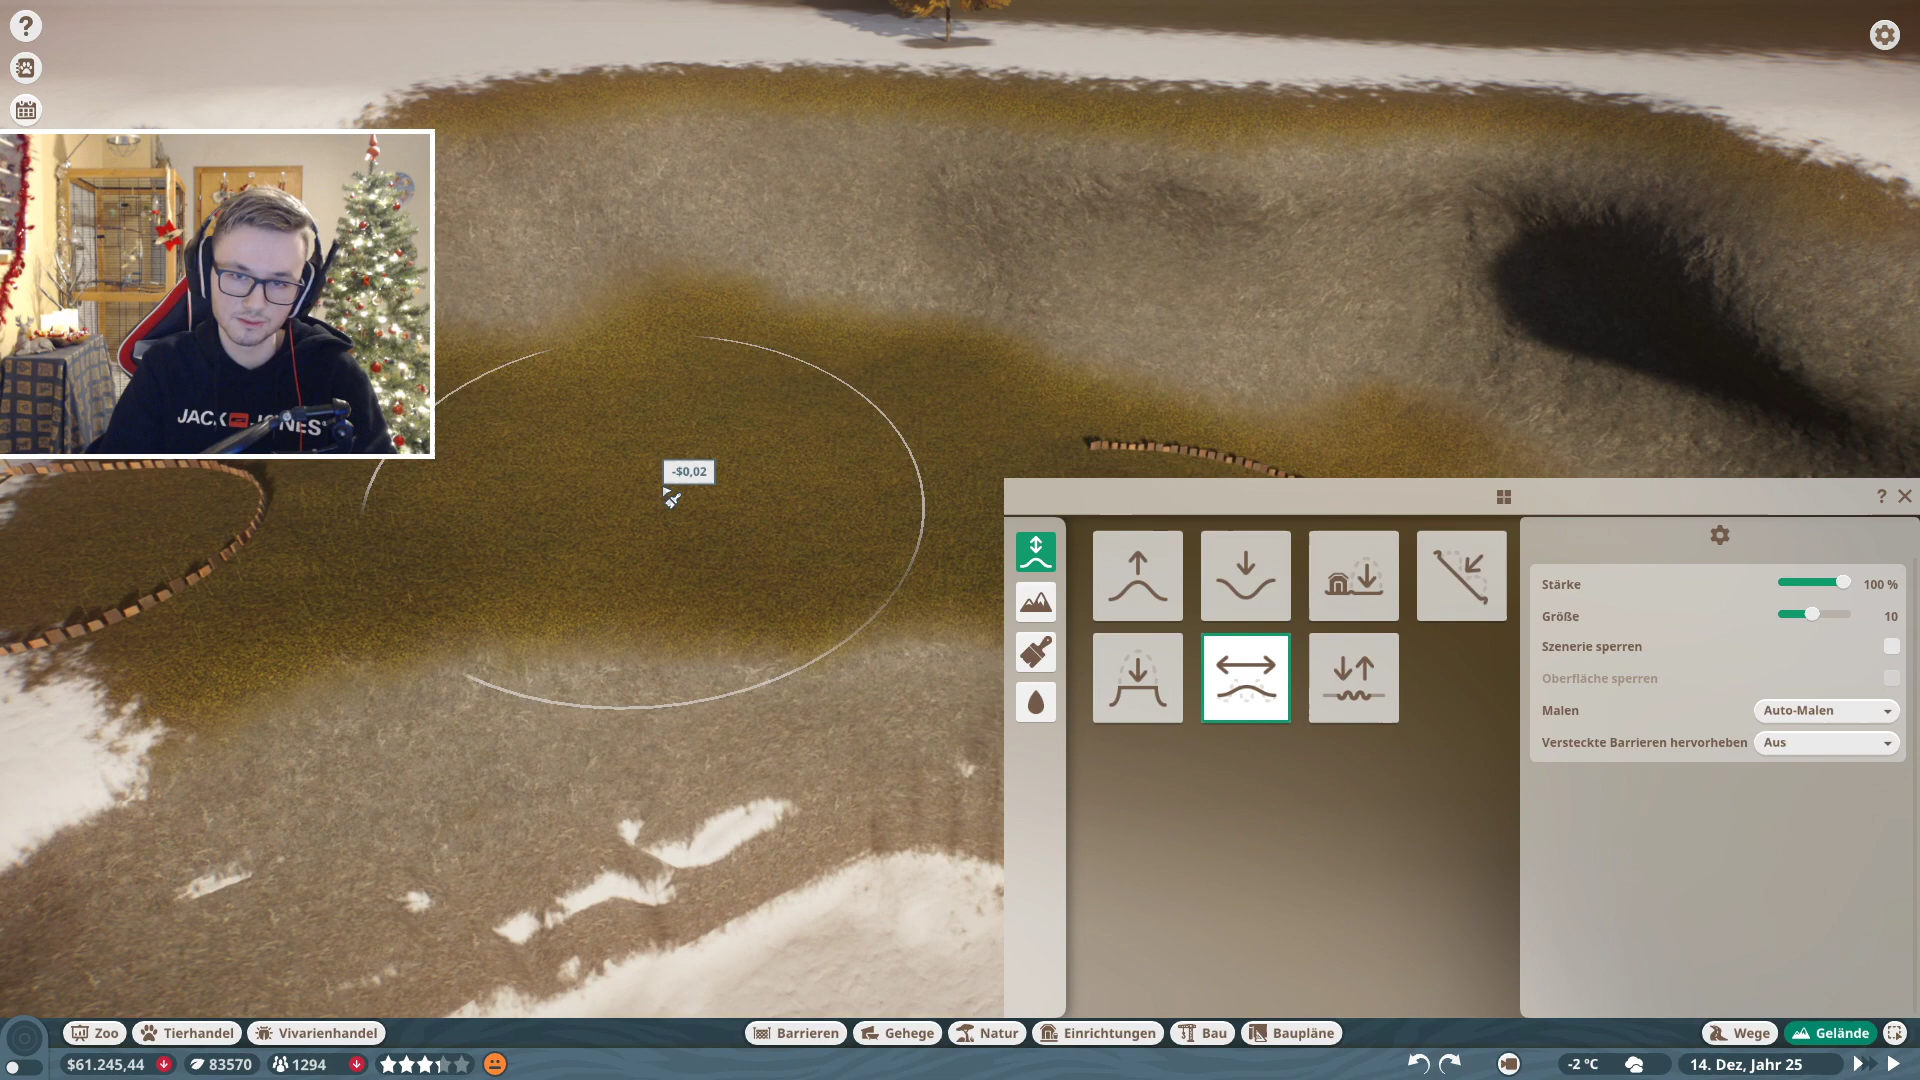 ?
JACK & JONES®
-$0,02
?
Stärke
100 %
Größe
10
Szenerie sperren
Oberfläche sperren
Malen
Auto-Malen
Versteckte Barrieren hervorheben
Aus
Zoo
Tierhandel
Vivarienhandel
Barrieren
Gehege
Natur
Einrichtungen
Bau
Baupläne
Wege
Gelände
$61.245,44
83570
1294
-2 °C
14. Dez, Jahr 25